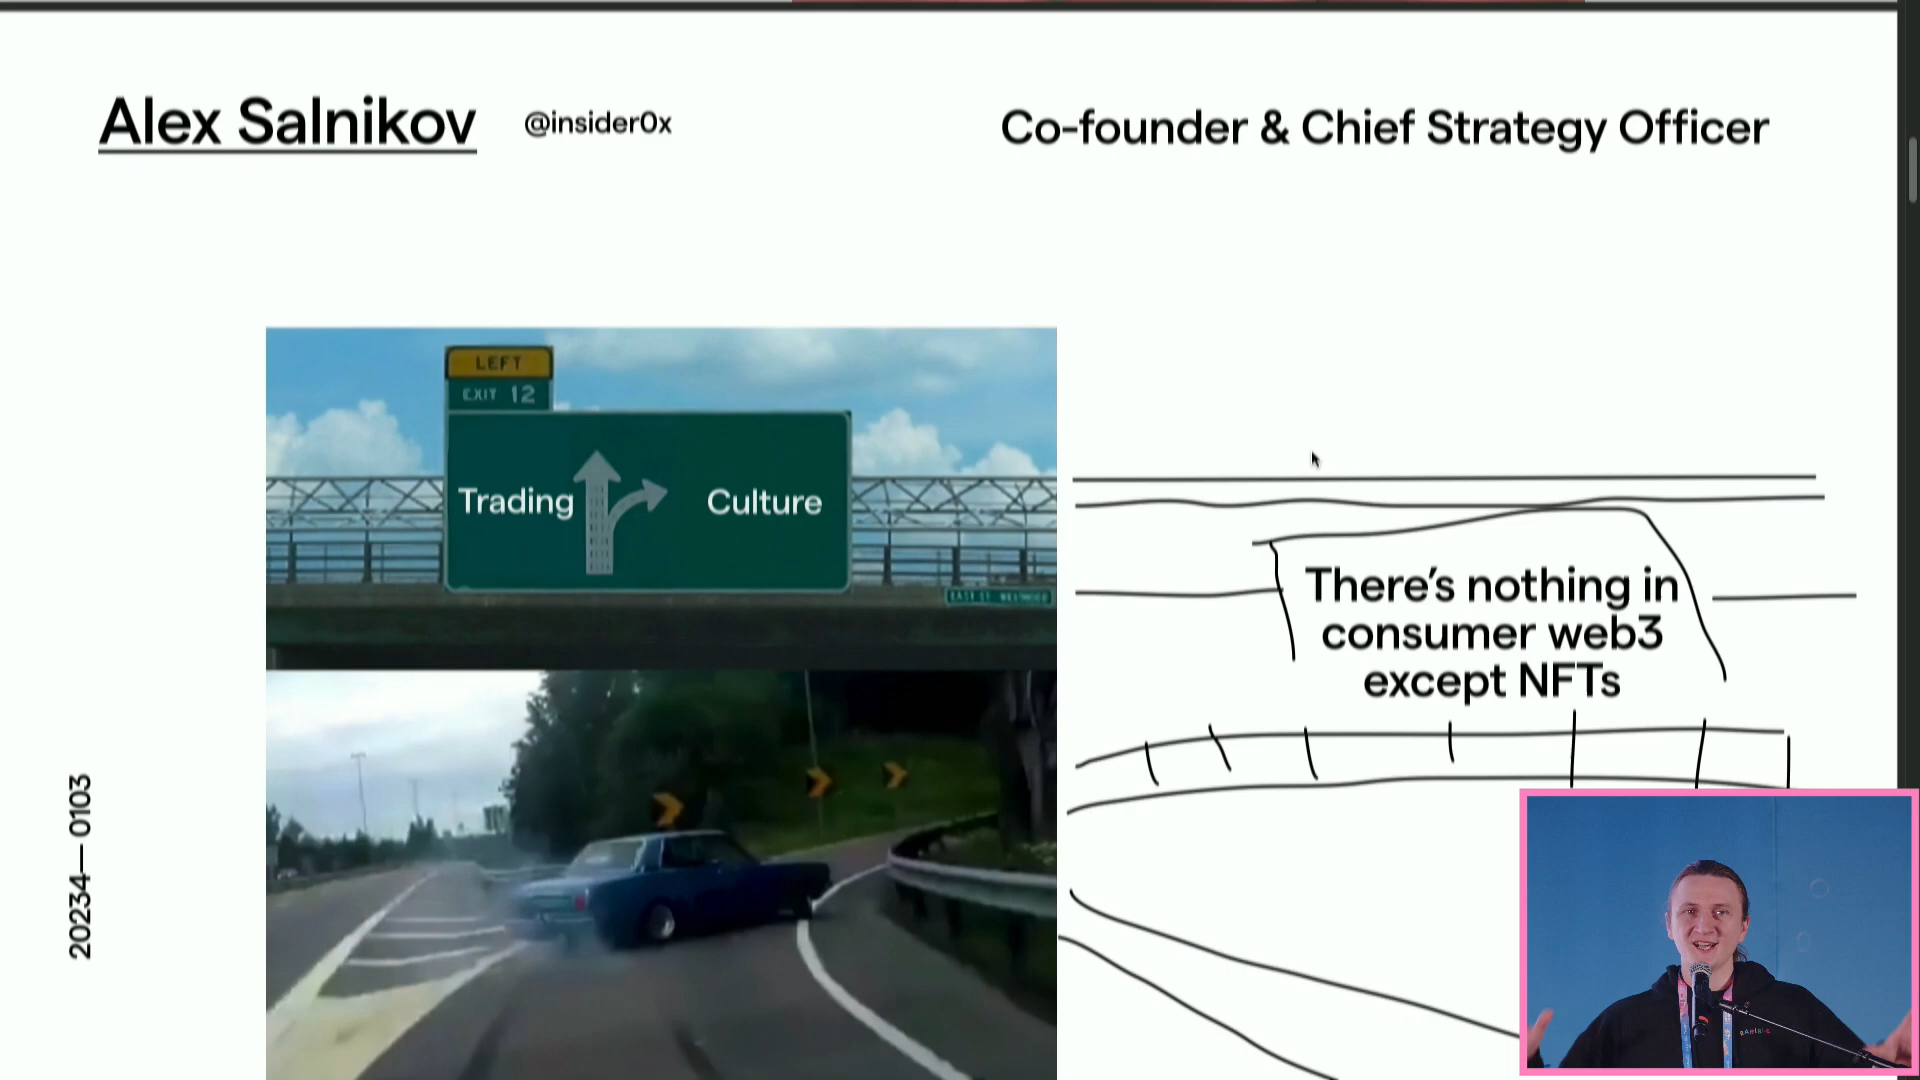 Alex Salnikov
@insider0x
Co-founder & Chief Strategy Officer
LEFT
EXIT 12
Trading
Culture
There's nothing in
consumer web3
except NFTs
20234— 0103